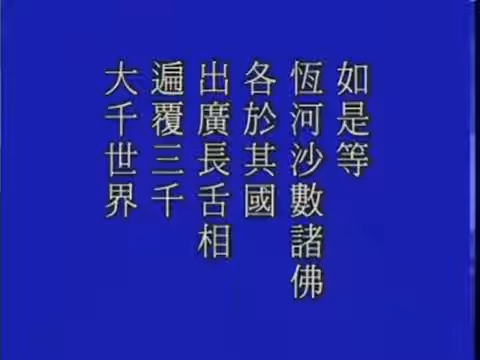 如是等
恆河沙數諸佛
各於其國
出廣長舌相
遍覆三千
大千世界